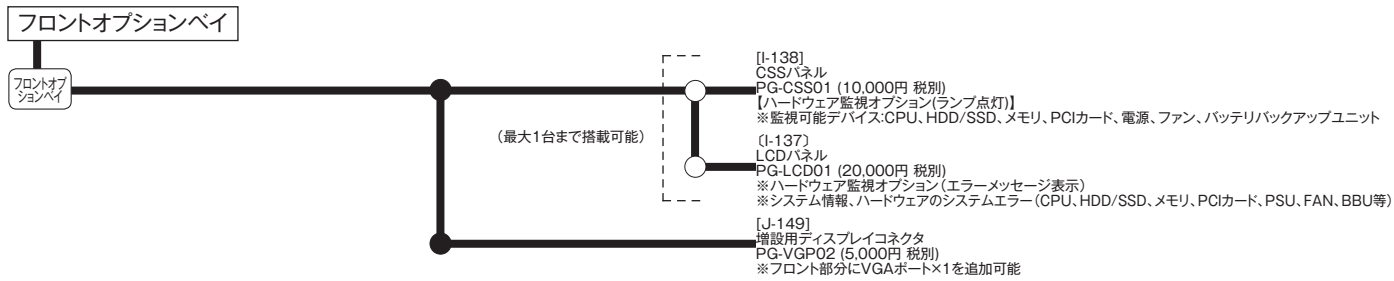 フロントオプションベイ
フロントオプ
ションベイ
(最大1台まで搭載可能)
[I-138]
CSSパネル
PG-CSS01 (10,000円 税別)
【ハードウェア監視オプション(ランプ点灯)】
※監視可能デバイス:CPU、HDD/SSD、メモリ、PCIカード、電源、ファン、バッテリバックアップユニット
〔I-137〕
LCDパネル
PG-LCD01 (20,000円 税別)
※ハードウェア監視オプション(エラーメッセージ表示)
※システム情報、ハードウェアのシステムエラー(CPU、HDD/SSD、メモリ、PCIカード、PSU、FAN、BBU等)
[J-149]
増設用ディスプレイコネクタ
PG-VGP02 (5,000円 税別)
※フロント部分にVGAポート×1を追加可能